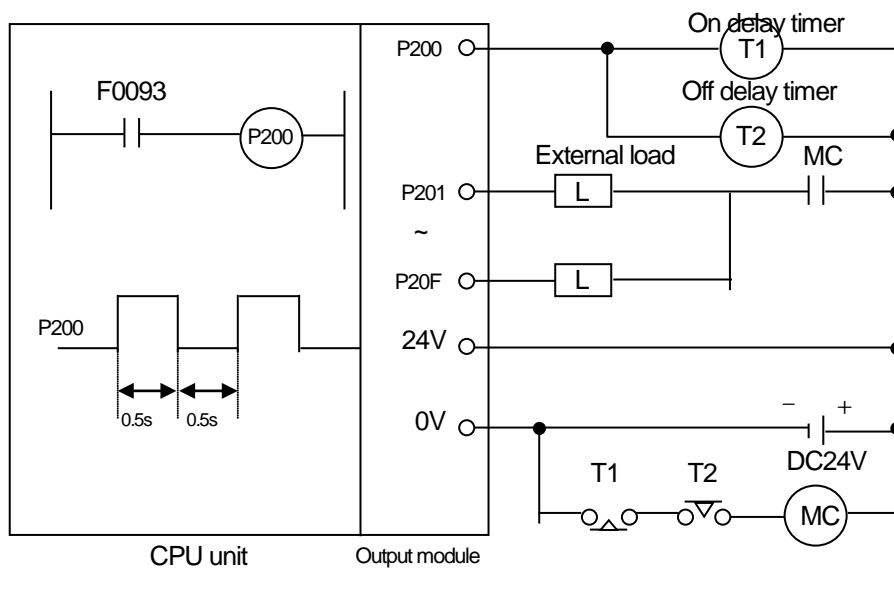 On delay timer
P200
T1
F0093
Off delay timer
P200
T2
External load
MC
P201
L
~
P20F
L
P200
24V
0.5s
0.5s
0V
− +
DC24V
T1
T2
MC
CPU unit
Output module